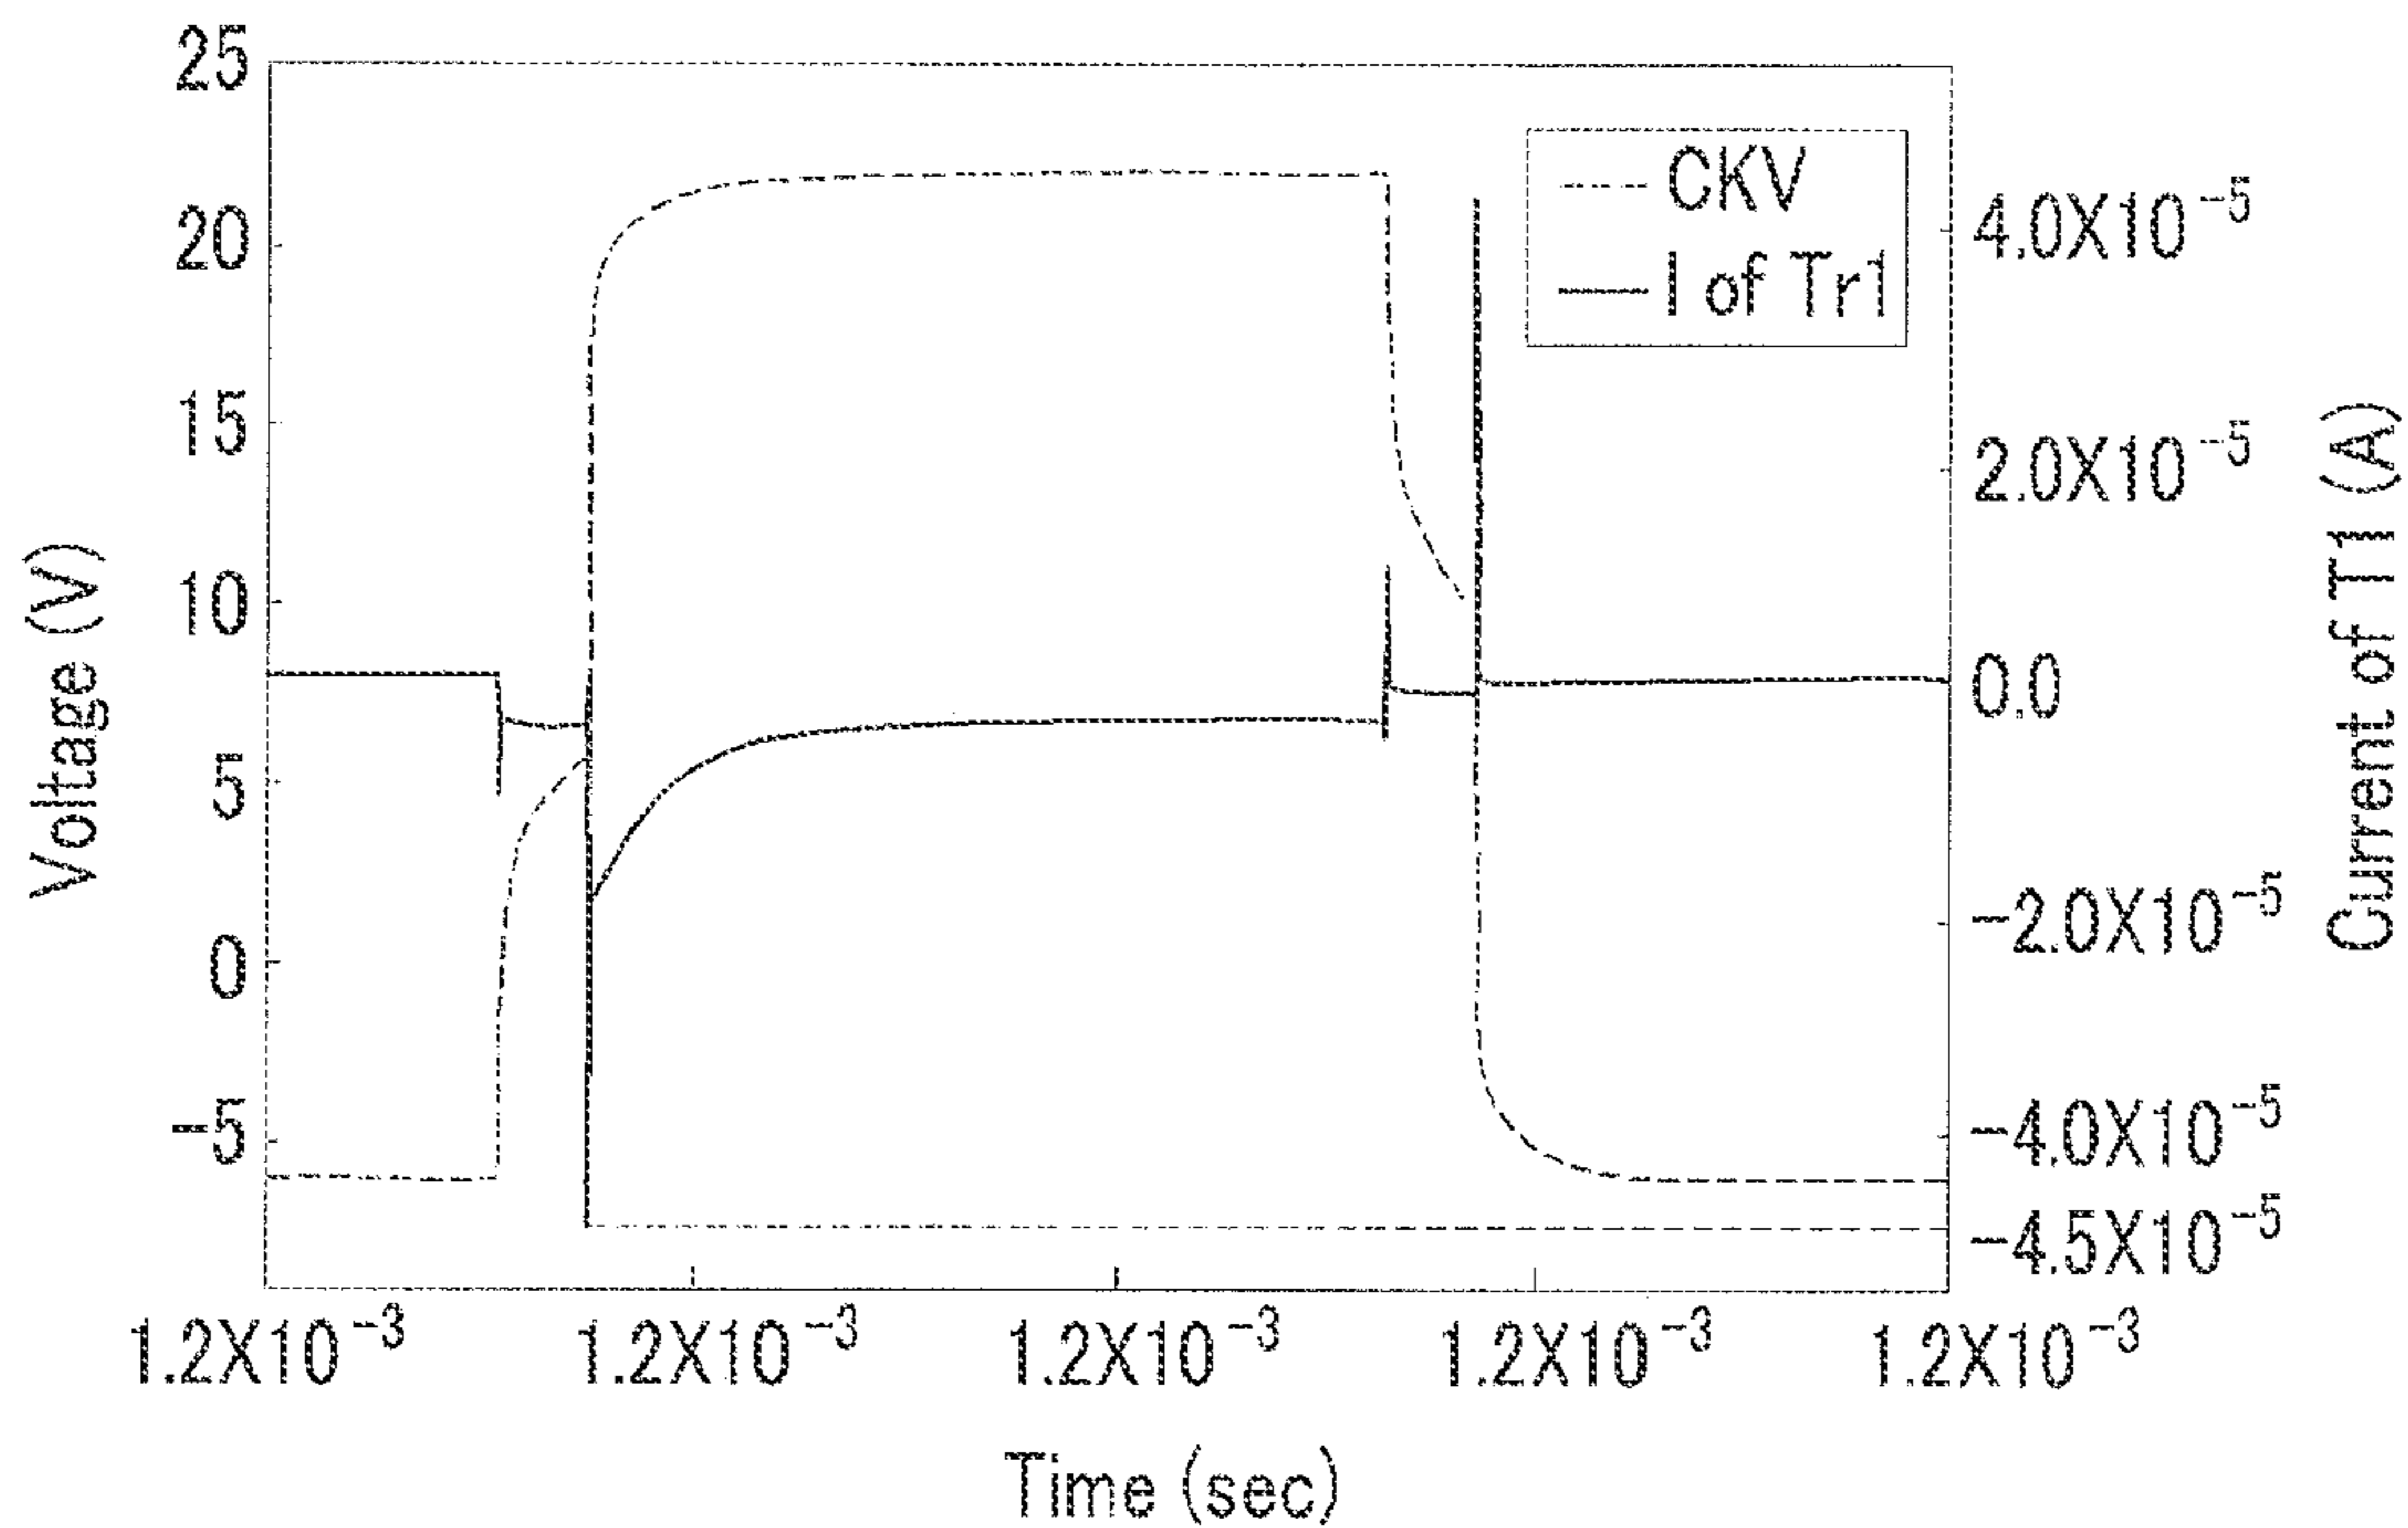 25
20
15
10
5
0
-5
Voltage (V)
CKV
I of Tr1
4.0X10⁻⁵
2.0X10⁻⁵
0.0
-2.0X10⁻⁵
-4.0X10⁻⁵
-4.5X10⁻⁵
Current of T1 (A)
1.2X10⁻³ 1.2X10⁻³ 1.2X10⁻³ 1.2X10⁻³ 1.2X10⁻³
Time (sec)